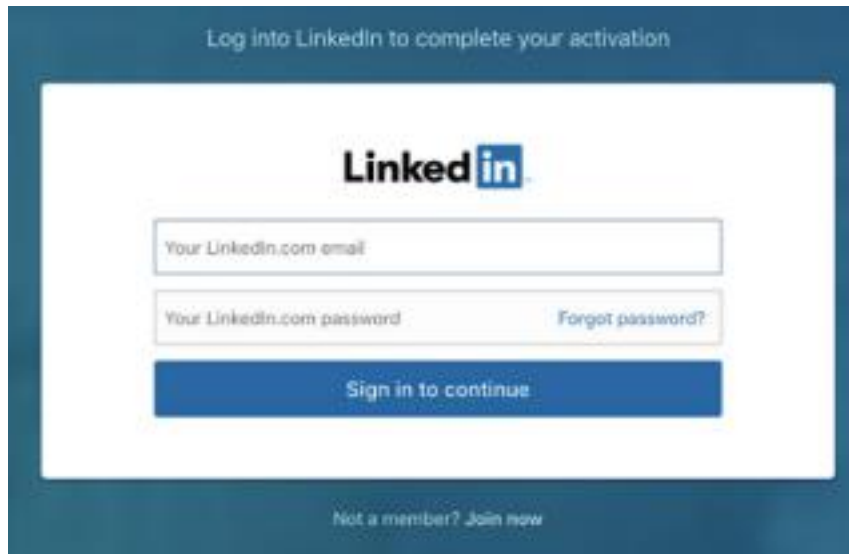 Log into LinkedIn to complete your activation
Linked in
Your LinkedIn.com email
Your LinkedIn.com password Forgot password?
Sign in to continue
Not a member? Join now